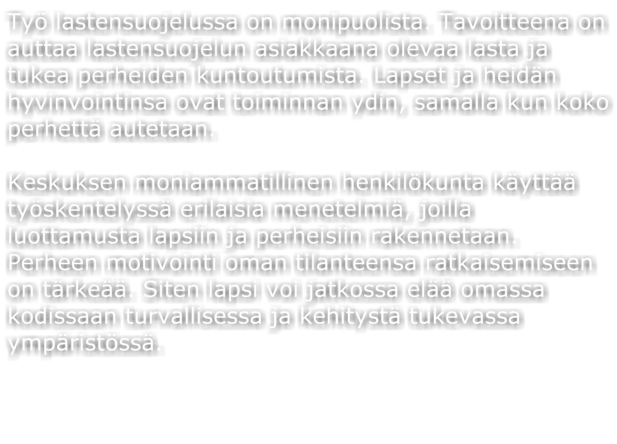 Työ lastensuojelussa on monipuolista. Tavoitteena on
auttaa lastensuojelun asiakkaana olevaa lasta ja
tukea perheiden kuntoutumista. Lapset ja heidän
hyvinvointinsa ovat toiminnan ydin, samalla kun koko
perhettä autetaan.

Keskuksen moniammatillinen henkilökunta käyttää
työskentelyssä erilaisia menetelmiä, joilla
luottamusta lapsiin ja perheisiin rakennetaan.
Perheen motivointi oman tilanteensa ratkaisemiseen
on tärkeää. Siten lapsi voi jatkossa elää omassa
kodissaan turvallisessa ja kehitystä tukevassa
ympäristössä.